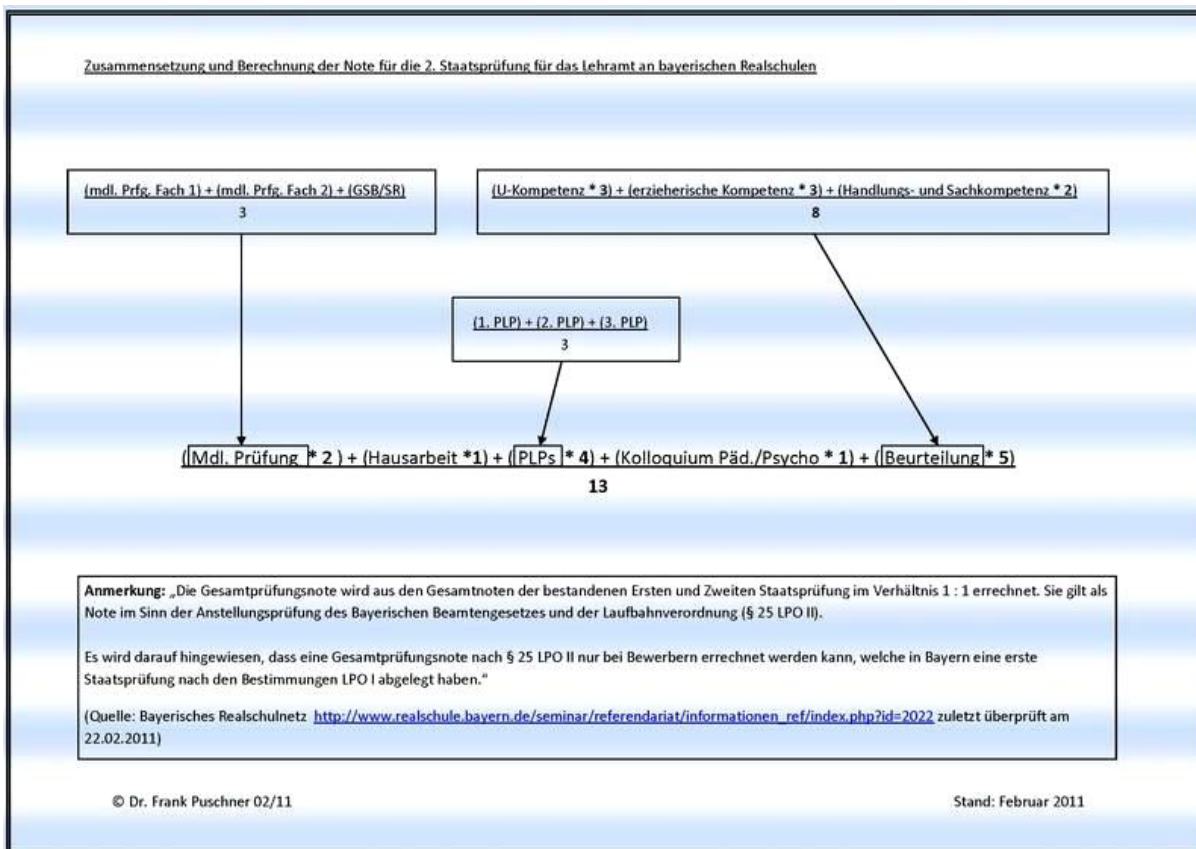 Zusammensetzung und Berechnung der Note für die 2. Staatsprüfung für das Lehramt an bayerischen Realschulen
(mdl. Prfg. Fach 1) + (mdl. Prfg. Fach 2) + (GSB/SR)
3
(U-Kompetenz * 3) + (erzieherische Kompetenz * 3) + (Handlungs- und Sachkompetenz * 2)
8
(1. PLP) + (2. PLP) + (3. PLP)
3
(Mdl. Prüfung * 2 ) + (Hausarbeit *1) + (PLPs * 4) + (Kolloquium Päd./Psycho * 1) + (Beurteilung * 5)
13
Anmerkung: „Die Gesamtprüfungsnote wird aus den Gesamtnoten der bestandenen Ersten und Zweiten Staatsprüfung im Verhältnis 1 : 1 errechnet. Sie gilt als
Note im Sinn der Anstellungsprüfung des Bayerischen Beamtengesetzes und der Laufbahnverordnung (§ 25 LPO II).
Es wird darauf hingewiesen, dass eine Gesamtprüfungsnote nach § 25 LPO II nur bei Bewerbern errechnet werden kann, welche in Bayern eine erste
Staatsprüfung nach den Bestimmungen LPO I abgelegt haben.“
(Quelle: Bayerisches Realschulnetz http://www.realschule.bayern.de/seminar/referendariat/informationen_ref/index.php?id=2022 zuletzt überprüft am
22.02.2011)
© Dr. Frank Puschner 02/11
Stand: Februar 2011